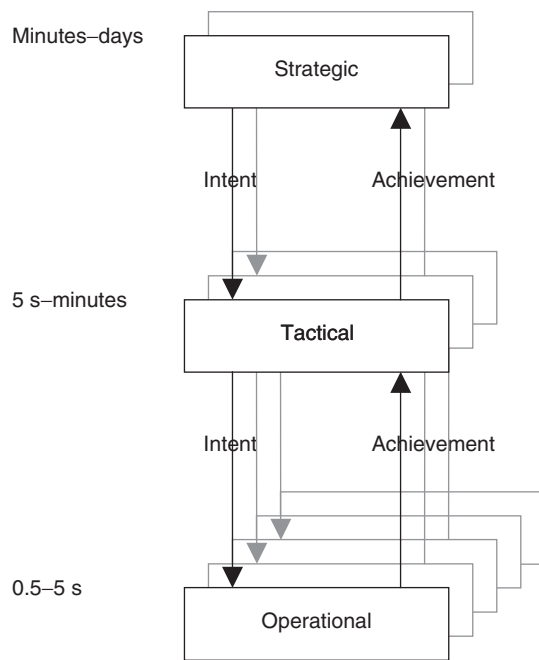 Minutes–days
Strategic
Intent Achievement
5 s–minutes
Tactical
Intent Achievement
0.5–5 s
Operational